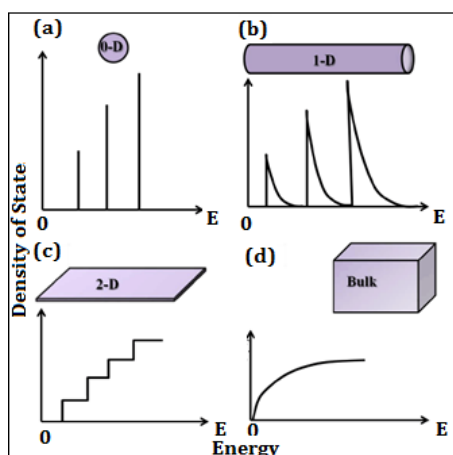 (a)
0-D
0
E
(b)
1-D
0
E
Density of State
(c)
2-D
0
E
(d)
Bulk
0
E
Energy